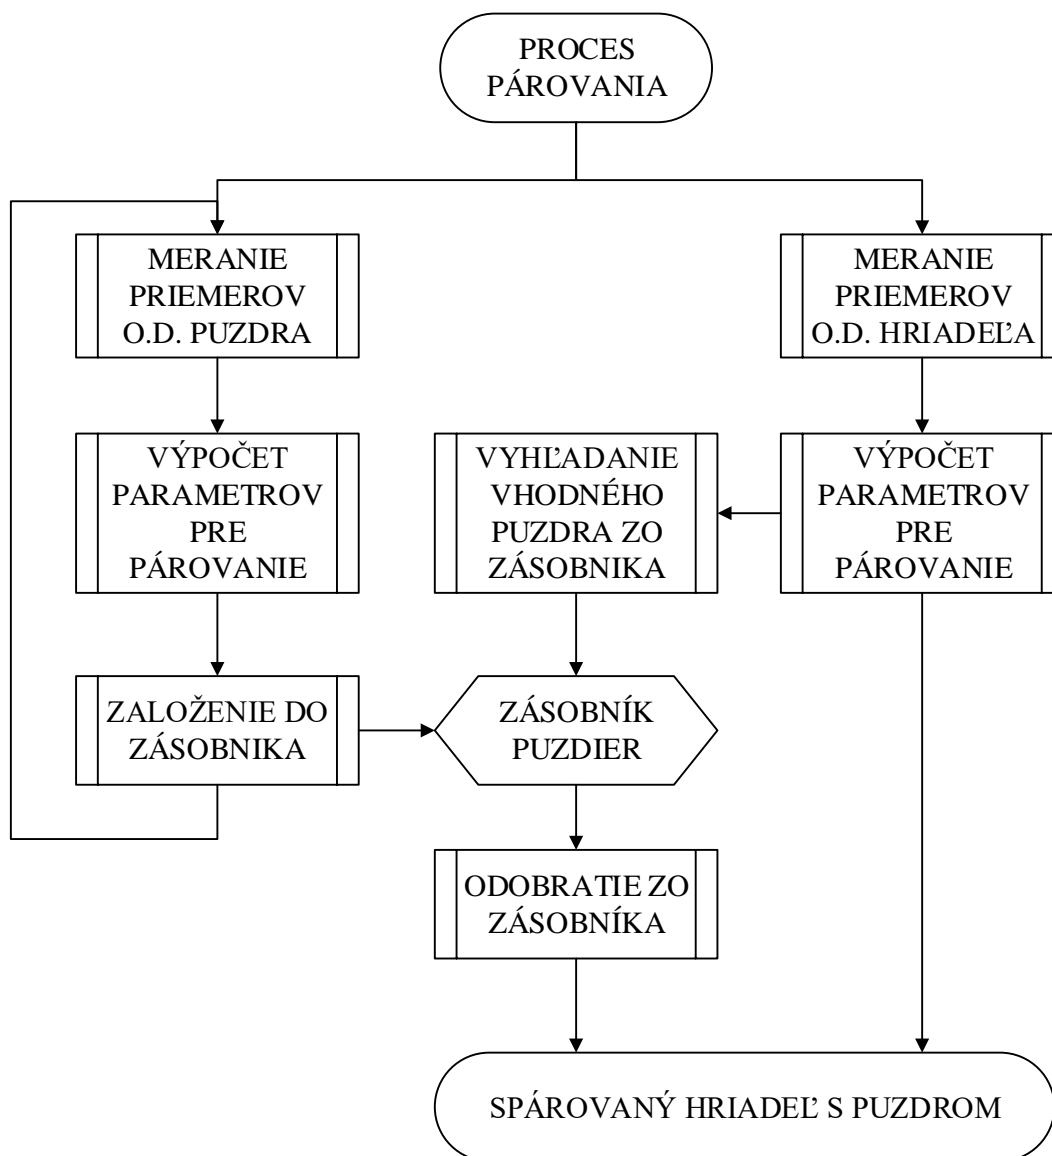 PROCES
PÁROVANIA
MERANIE
PRIEMEROV
O.D. PUZDRA
MERANIE
PRIEMEROV
O.D. HRIADEĽA
VÝPOČET
PARAMETROV
PRE
PÁROVANIE
VYHĽADANIE
VHODNÉHO
PUZDRA ZO
ZÁSOBNIKA
VÝPOČET
PARAMETROV
PRE
PÁROVANIE
ZALOŽENIE DO
ZÁSOBNIKA
ZÁSOBNÍK
PUZDIER
ODOBRATIE ZO
ZÁSOBNÍKA
SPÁROVANÝ HRIADEĽ S PUZDROM